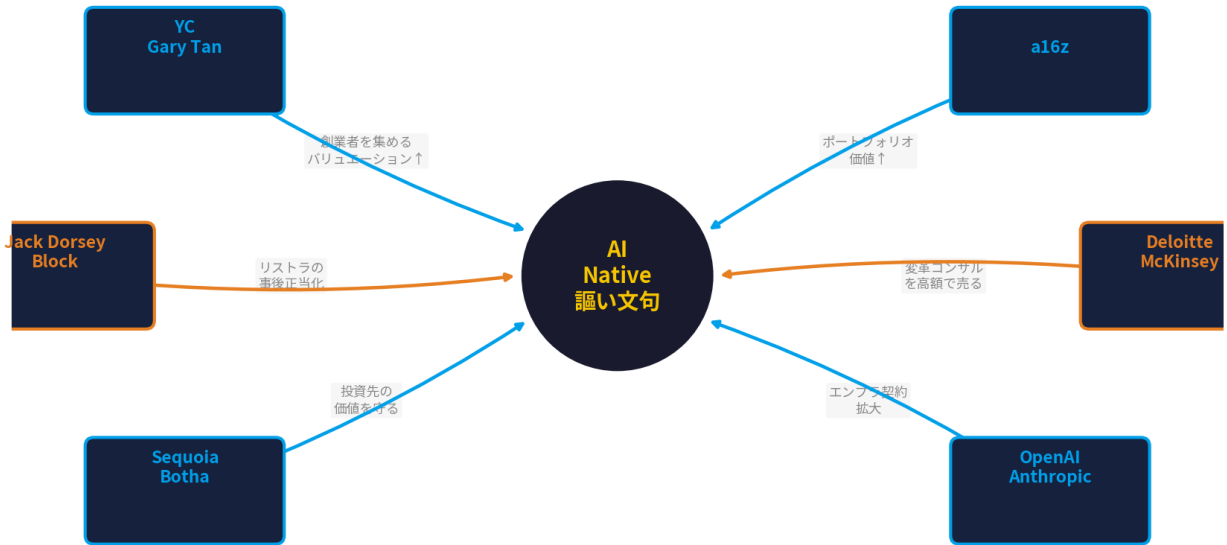 YC
Gary Tan
a16z
創業者を集める
バリュエーション↑
ポートフォリオ
価値↑
Jack Dorsey
Block
リストラの
事後正当化
AI
Native
謳い文句
変革コンサル
を高額で売る
Deloitte
McKinsey
投資先の
価値を守る
エンプラ契約
拡大
Sequoia
Botha
OpenAI
Anthropic